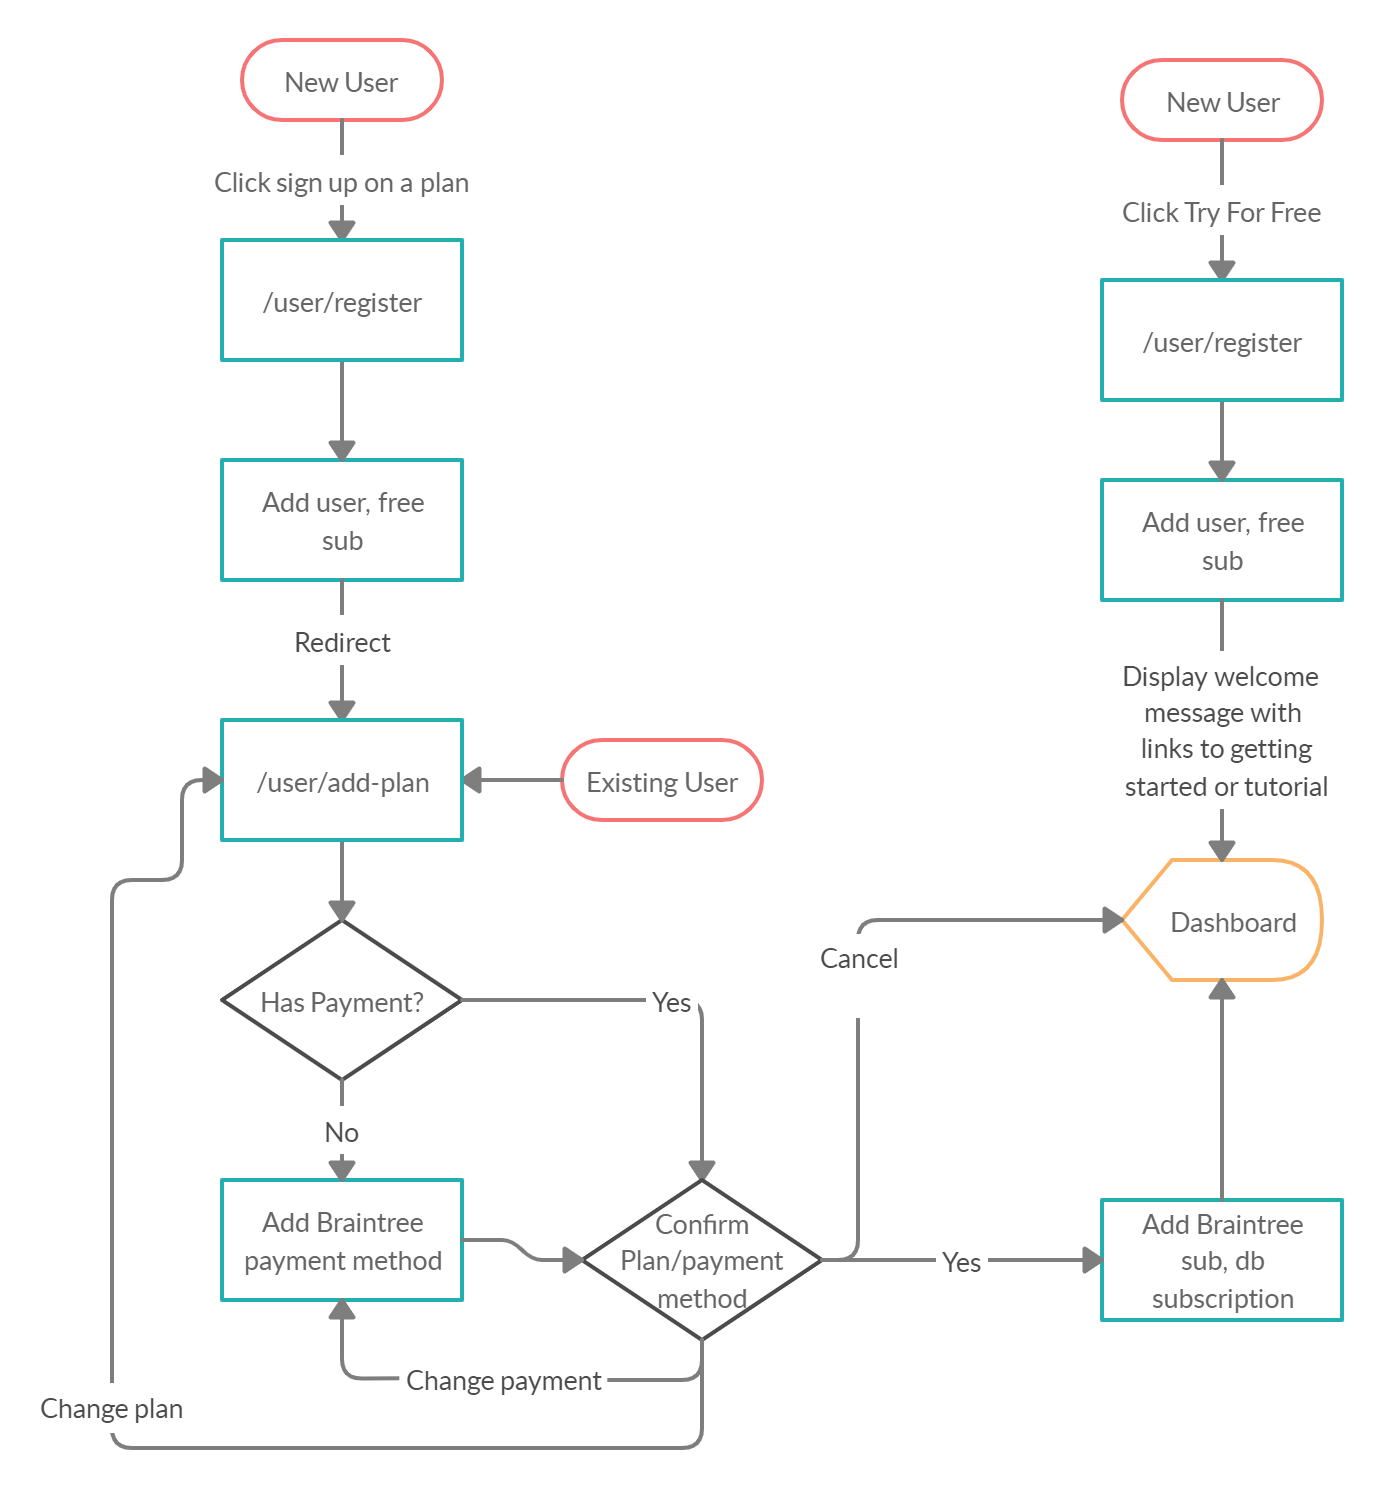 New User
Click sign up on a plan
/user/register
Add user, free
sub
Redirect
/user/add-plan
Existing User
Has Payment?
Yes
No
Add Braintree
payment method
Confirm
Plan/payment
method
Change payment
Change plan
Cancel
Yes
New User
Click Try For Free
/user/register
Add user, free
sub
Display welcome
message with
links to getting
started or tutorial
Dashboard
Add Braintree
sub, db
subscription